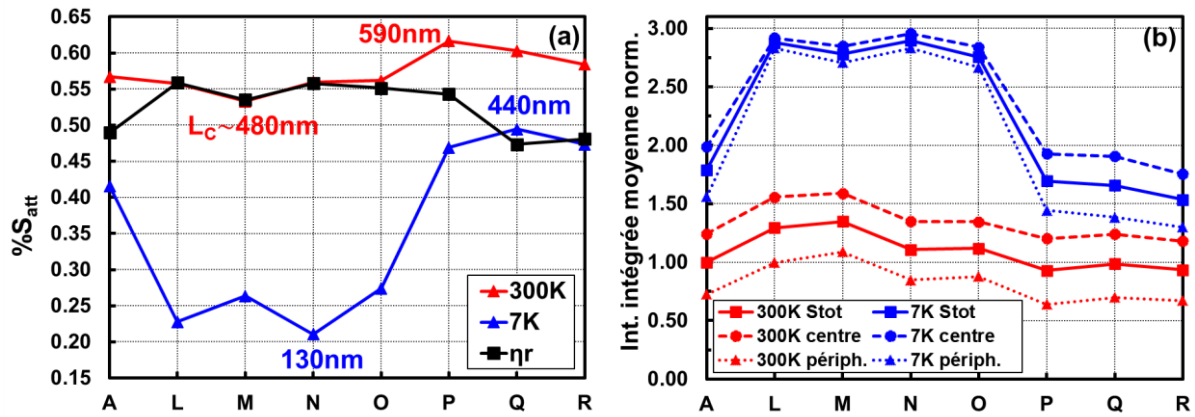 (a)
%S_att
0.65
0.60
0.55
0.50
0.45
0.40
0.35
0.30
0.25
0.20
0.15
590nm
L_C~480nm
440nm
130nm
300K
7K
ηr
A L M N O P Q R
(b)
Int. intégrée moyenne norm.
3.00
2.50
2.00
1.50
1.00
0.50
0.00
300K Stot 7K Stot
300K centre 7K centre
300K périph. 7K périph.
A L M N O P Q R